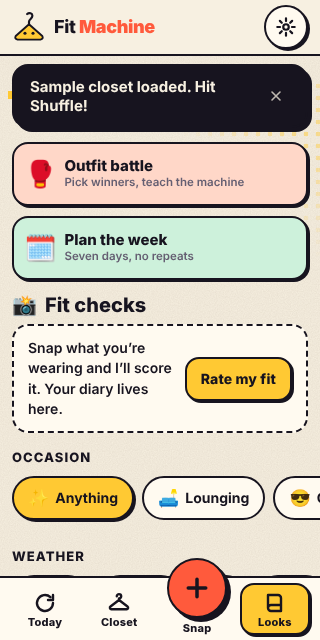 Fit Machine
Sample closet loaded. Hit
Shuffle!
Outfit battle
Pick winners, teach the machine
Plan the week
Seven days, no repeats
Fit checks
Snap what you’re
wearing and I’ll score
it. Your diary lives
here.
Rate my fit
OCCASION
Anything
Lounging
WEATHER
Today
Closet
Snap
Looks